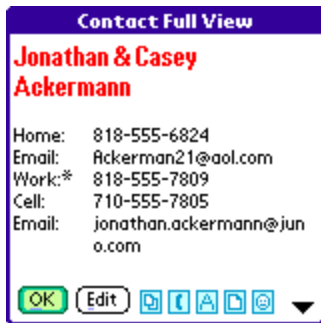 Contact Full View
Jonathan & Casey
Ackermann
Home: 818-555-6824
Email: Ackerman21@aol.com
Work:* 818-555-7809
Cell: 710-555-7805
Email: jonathan.ackermann@jun
o.com
OK Edit